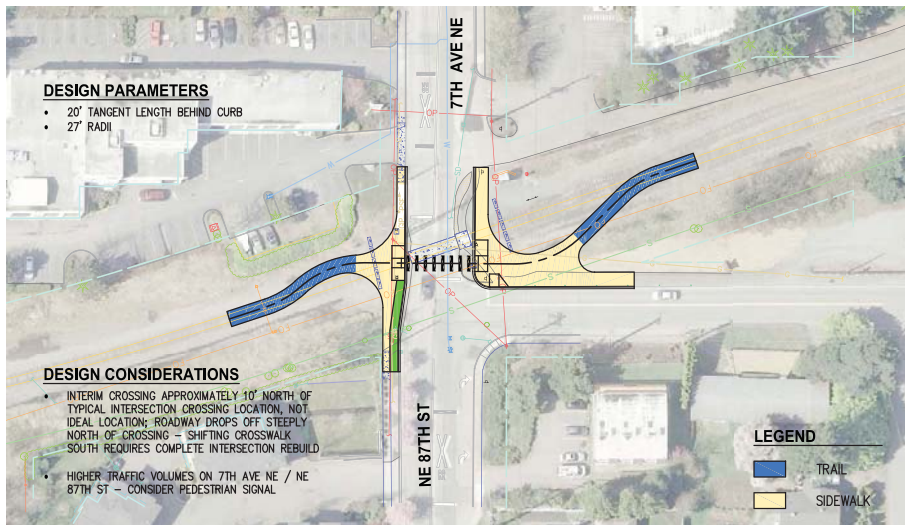 7TH AVE NE
DESIGN PARAMETERS
• 20' TANGENT LENGTH BEHIND CURB
• 27' RADII
DESIGN CONSIDERATIONS
• INTERIM CROSSING APPROXIMATELY 10' NORTH OF
TYPICAL INTERSECTION CROSSING LOCATION, NOT
IDEAL LOCATION; ROADWAY DROPS OFF STEEPLY
NORTH OF CROSSING – SHIFTING CROSSWALK
SOUTH REQUIRES COMPLETE INTERSECTION REBUILD
• HIGHER TRAFFIC VOLUMES ON 7TH AVE NE / NE
87TH ST – CONSIDER PEDESTRIAN SIGNAL
NE 87TH ST
LEGEND
TRAIL
SIDEWALK